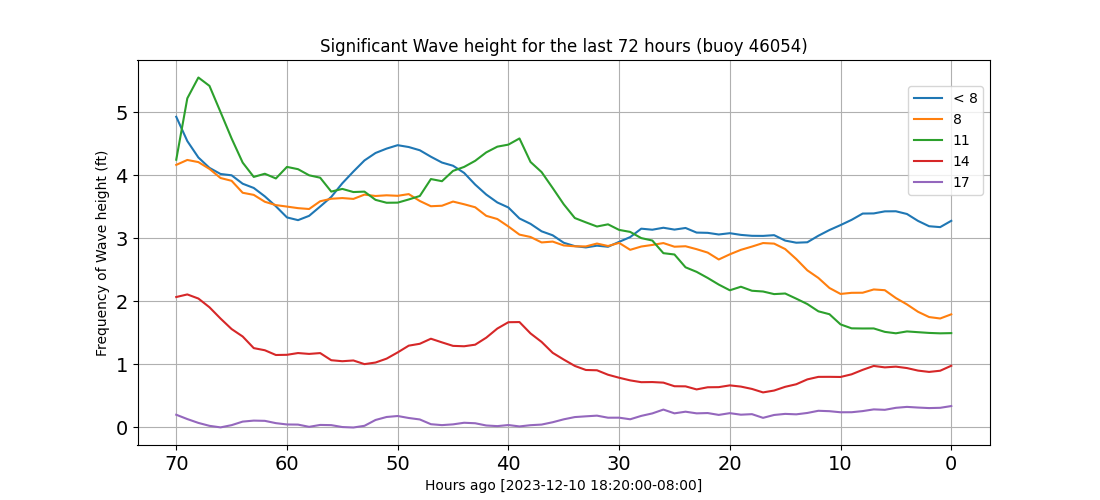 Significant Wave height for the last 72 hours (buoy 46054)
Frequency of Wave height (ft)
5
4
3
2
1
0
< 8
8
11
14
17
70 60 50 40 30 20 10 0
Hours ago [2023-12-10 18:20:00-08:00]